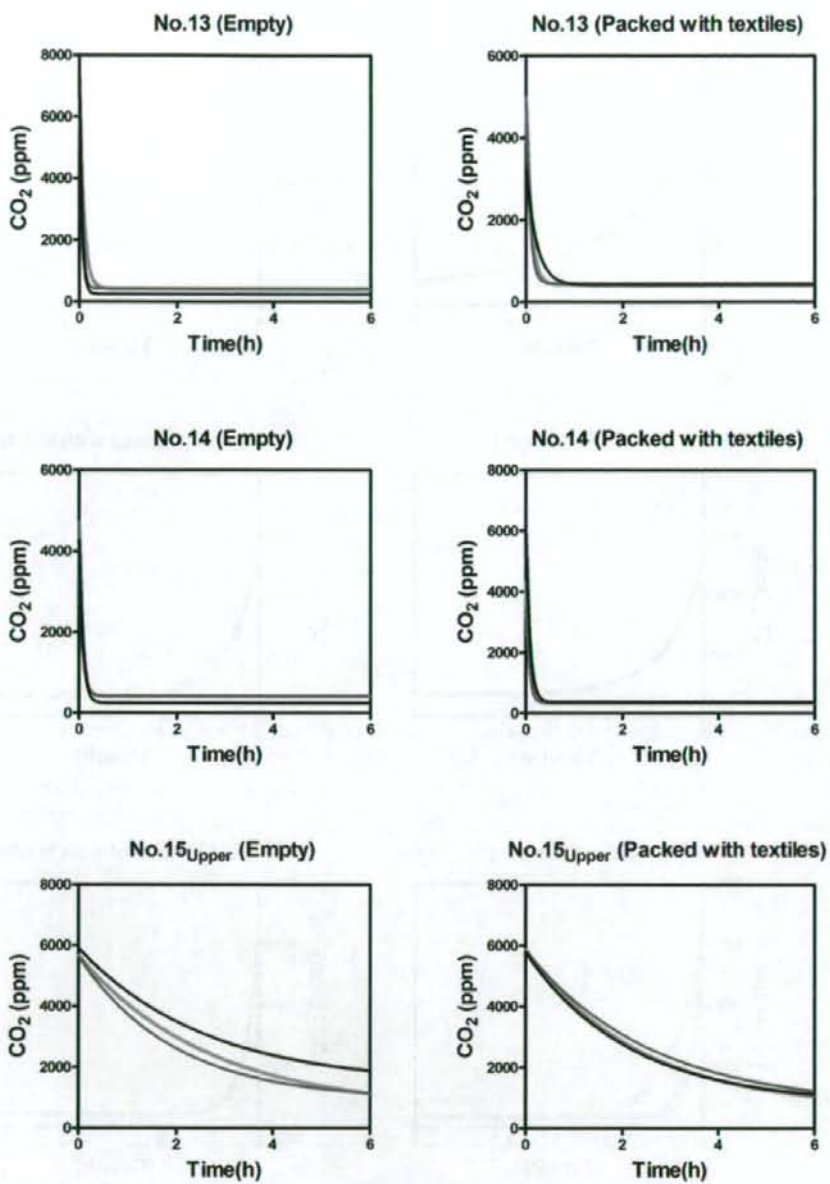 No.13 (Empty)
8000
6000
4000
2000
0
CO₂ (ppm)
0 2 4 6
Time(h)
No.13 (Packed with textiles)
6000
4000
2000
0
CO₂ (ppm)
0 2 4 6
Time(h)
No.14 (Empty)
6000
4000
2000
0
CO₂ (ppm)
0 2 4 6
Time(h)
No.14 (Packed with textiles)
8000
6000
4000
2000
0
CO₂ (ppm)
0 2 4 6
Time(h)
No.15Upper (Empty)
8000
6000
4000
2000
0
CO₂ (ppm)
0 2 4 6
Time(h)
No.15Upper (Packed with textiles)
8000
6000
4000
2000
0
CO₂ (ppm)
0 2 4 6
Time(h)